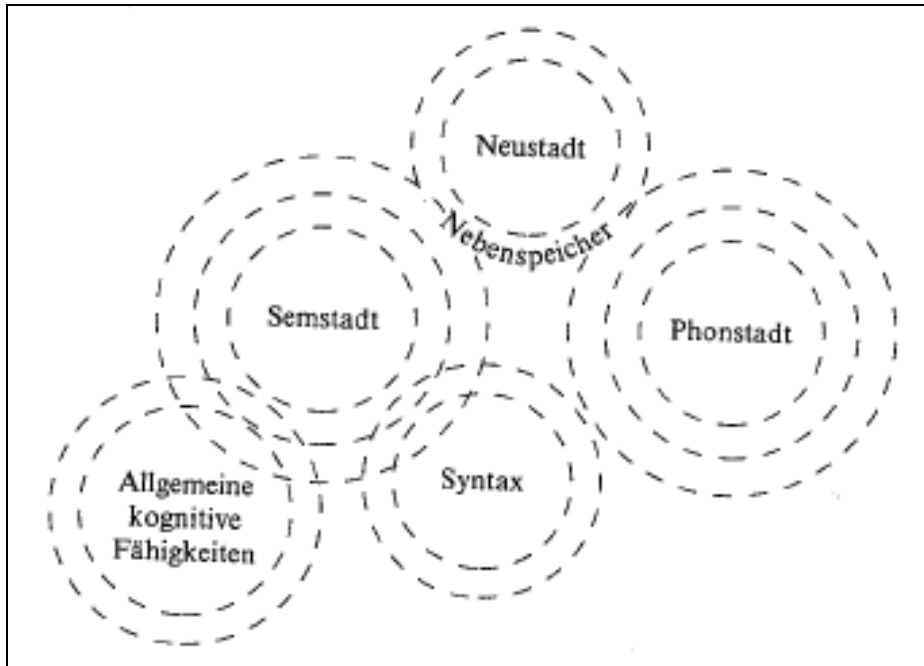 Neustadt
Nebenspeicher
Semstadt
Phonstadt
Allgemeine
kognitive
Fähigkeiten
Syntax